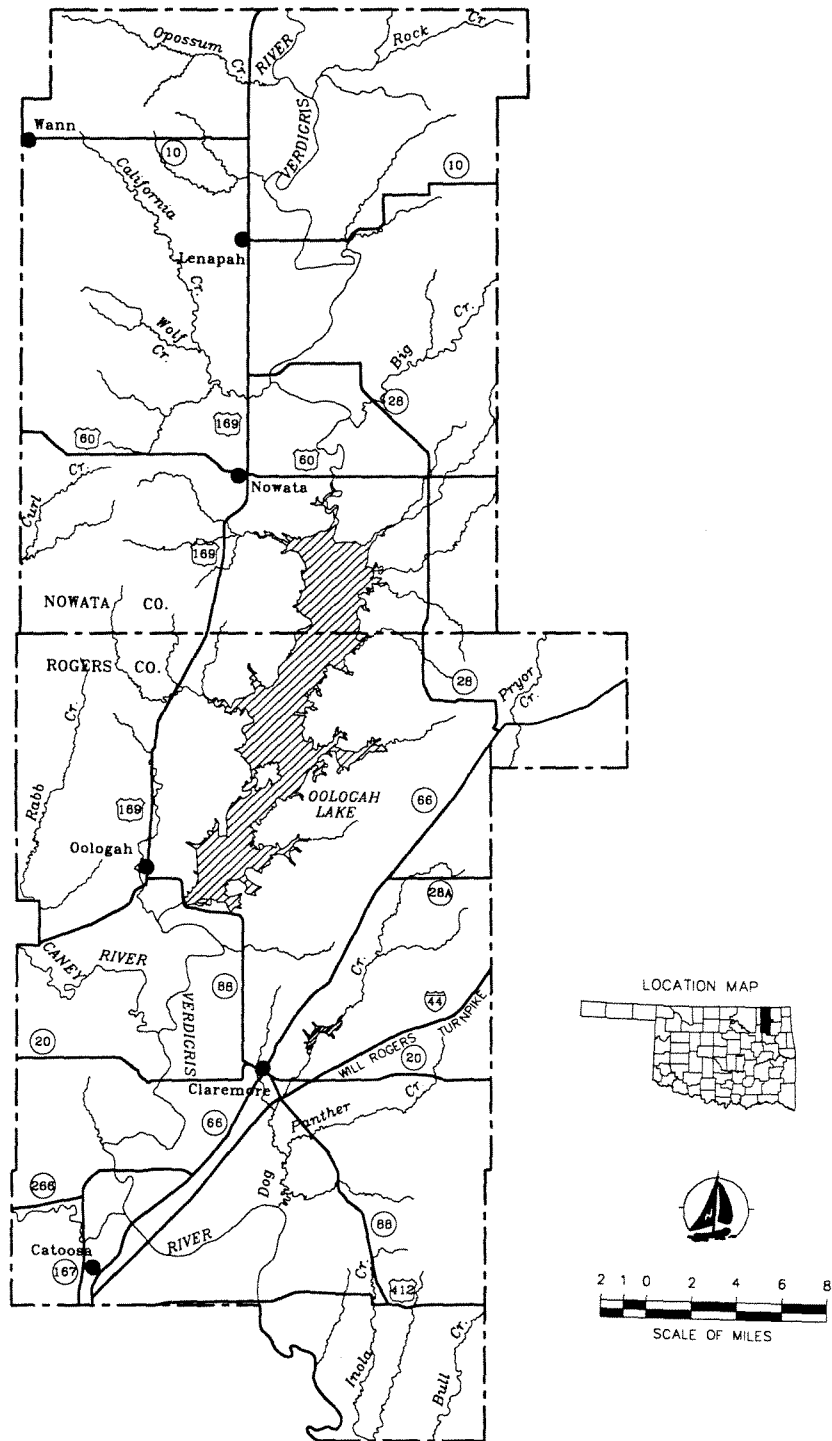 Opossum
Cr.
RIVER
Rock
Cr
VERDIGRIS
Wann
10
California
Cr.
10
Lenapah
Wolf
Cr.
Big
Cr.
28
169
60
60
Nowata
Curl
Cr.
169
NOWATA CO.
ROGERS CO.
28
Pryor
Cr.
Rabb
Cr.
169
66
OOLOGAH
LAKE
Oologah
28A
CANEY
RIVER
88
VERDIGRIS
Cr.
44
WILL ROGERS
TURNPIKE
20
20
Claremore
66
Panther
Cr
Dog
266
RIVER
88
Catoosa
167
412
Cr.
Inola
Bull
Cr.
LOCATION MAP
N
2 1 0 2 4 6 8
SCALE OF MILES